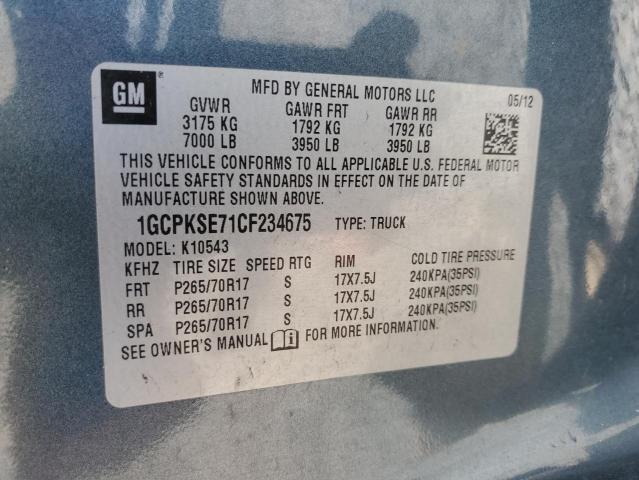 GM
MFD BY GENERAL MOTORS LLC
05/12
GVWR GAWR FRT GAWR RR
3175 KG 1792 KG 1792 KG
7000 LB 3950 LB 3950 LB
THIS VEHICLE CONFORMS TO ALL APPLICABLE U.S. FEDERAL MOTOR
VEHICLE SAFETY STANDARDS IN EFFECT ON THE DATE OF
MANUFACTURE SHOWN ABOVE.
1GCPKSE71CF234675 TYPE: TRUCK
MODEL: K10543
KFHZ TIRE SIZE SPEED RTG RIM COLD TIRE PRESSURE
FRT P265/70R17 S 17X7.5J 240KPA(35PSI)
RR P265/70R17 S 17X7.5J 240KPA(35PSI)
SPA P265/70R17 S 17X7.5J 240KPA(35PSI)
SEE OWNER'S MANUAL i FOR MORE INFORMATION.